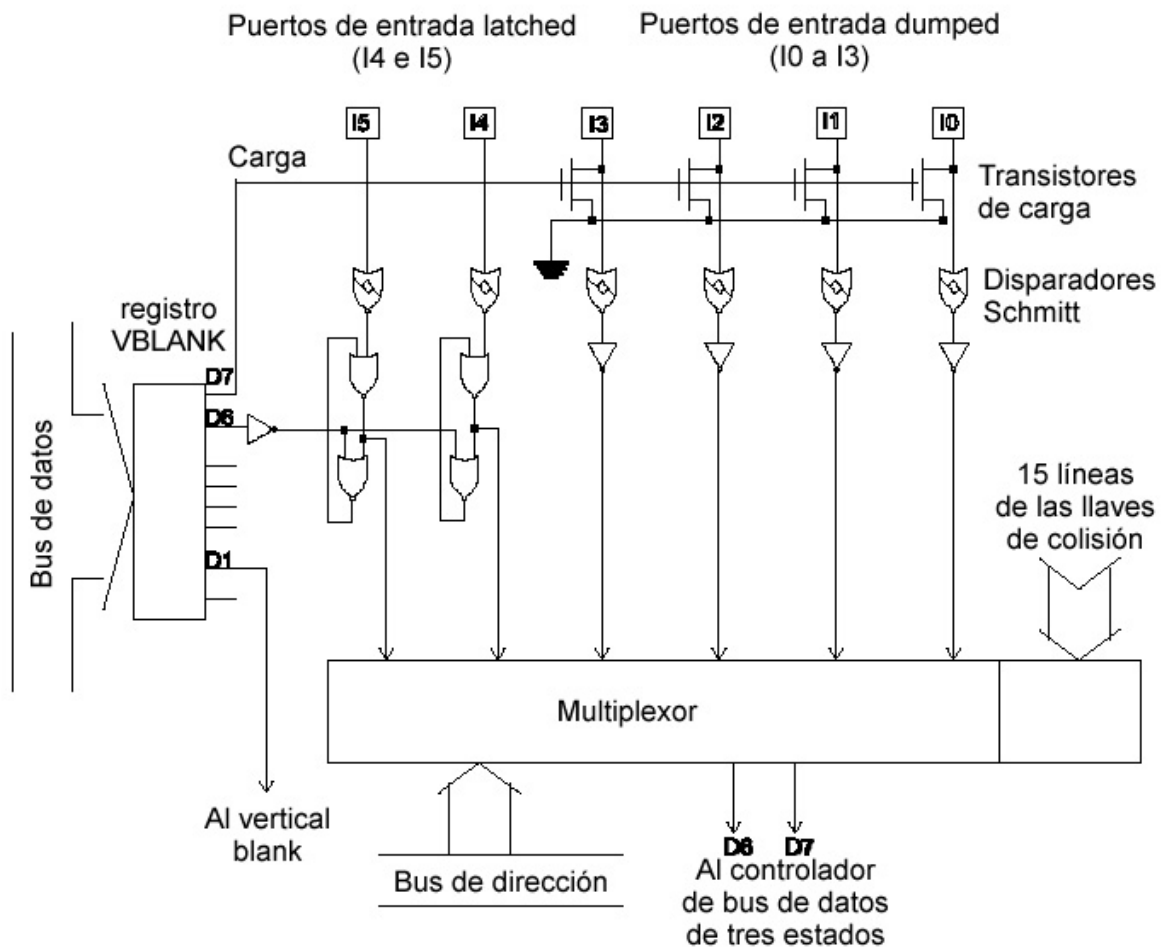 Puertos de entrada latched
(I4 e I5)
Puertos de entrada dumped
(I0 a I3)
I5
I4
I3
I2
I1
I0
Carga
Transistores
de carga
Disparadores
Schmitt
registro
VBLANK
D7
D6
D1
Bus de datos
15 líneas
de las llaves
de colisión
Multiplexor
Al vertical
blank
Bus de dirección
D6
D7
Al controlador
de bus de datos
de tres estados